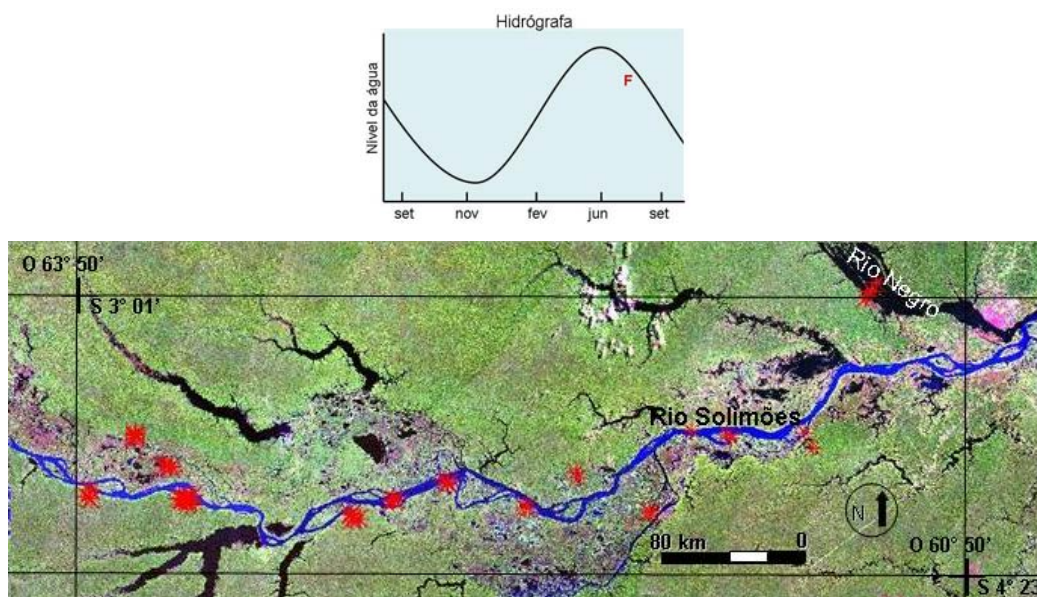 Hidrógrafa
Nível da água
F
set nov fev jun set
O 63° 50'
S 3° 01'
Rio Negro
Rio Solimões
N
80 km 0
O 60° 50'
S 4° 23